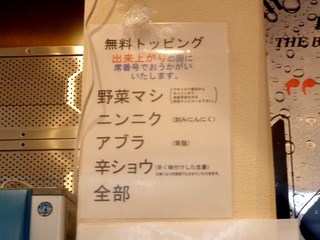 無料トッピング
出来上がりの際に
席番号でおうかがい
いたします。
野菜マシ
ニンニク (刻みにんにく)
アブラ (背脂)
辛ショウ (辛く味付けした生姜)
全部
THE B